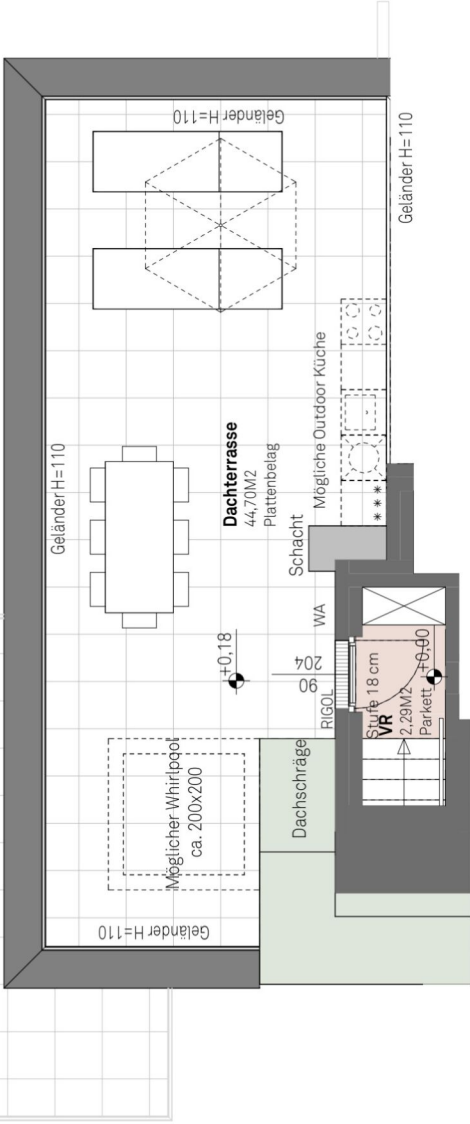 Geländer H=110
Geländer H=110
Geländer H=110
Mögliche Outdoor Küche
Dachterrasse
44,70M2
Plattenbelag
***
Schacht
WA
+0,18
90
204
RIGOL
Stufe 18 cm
VR
2,29M2
Parkett
+0,00
Möglicher Whirlpool
ca. 200x200
Dachschräge
Geländer H=110